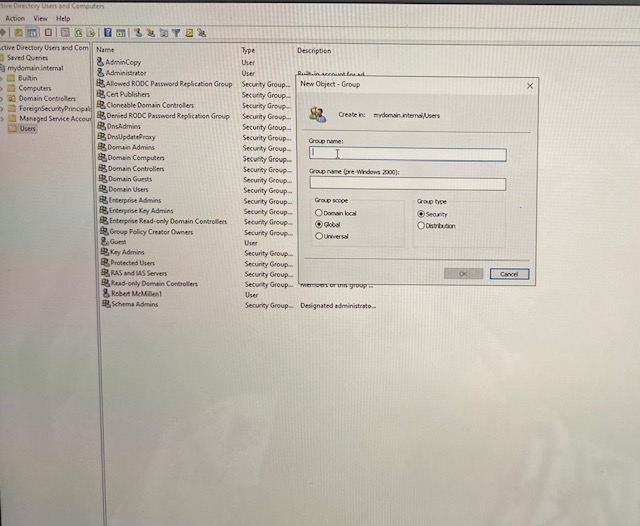 Active Directory Users and Computers
Action View Help
Active Directory Users and Com
Saved Queries
mydomain.internal
Builtin
Computers
Domain Controllers
ForeignSecurityPrincipals
Managed Service Accour
Users
Name Type Description
AdminCopy User
Administrator User Built-in account for ad...
Allowed RODC Password Replication Group Security Group...
Cert Publishers Security Group...
Cloneable Domain Controllers Security Group...
Denied RODC Password Replication Group Security Group...
DnsAdmins Security Group...
DnsUpdateProxy Security Group...
Domain Admins Security Group...
Domain Computers Security Group...
Domain Controllers Security Group...
Domain Guests Security Group...
Domain Users Security Group...
Enterprise Admins Security Group...
Enterprise Key Admins Security Group...
Enterprise Read-only Domain Controllers Security Group...
Group Policy Creator Owners Security Group...
Guest User
Key Admins Security Group...
Protected Users Security Group...
RAS and IAS Servers Security Group...
Read-only Domain Controllers Security Group... Members of this group ...
Robert McMillen1 User
Schema Admins Security Group... Designated administrato...
New Object - Group
Create in: mydomain.internal/Users
Group name:
Group name (pre-Windows 2000):
Group scope
Domain local
Global
Universal
Group type
Security
Distribution
OK Cancel